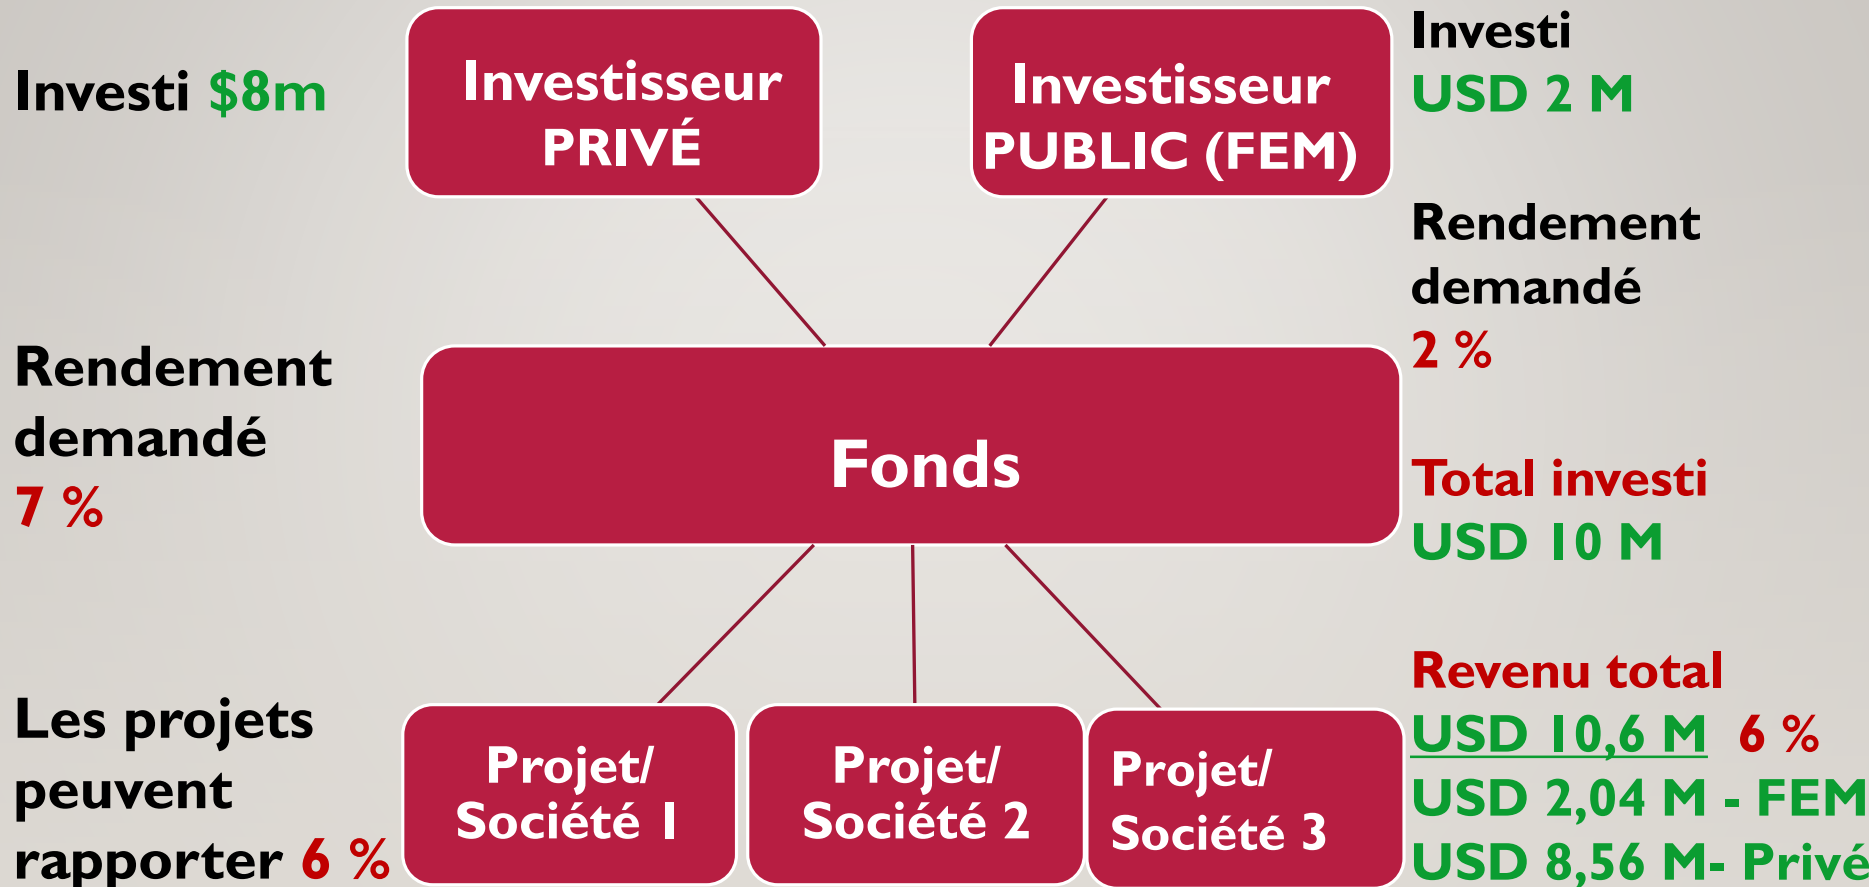 Investi $8m
Investisseur
PRIVÉ
Investisseur
PUBLIC (FEM)
Investi
USD 2 M
Rendement
demandé
2 %
Rendement
demandé
7 %
Fonds
Total investi
USD 10 M
Les projets
peuvent
rapporter 6 %
Projet/
Société 1
Projet/
Société 2
Projet/
Société 3
Revenu total
USD 10,6 M 6 %
USD 2,04 M - FEM
USD 8,56 M- Privé